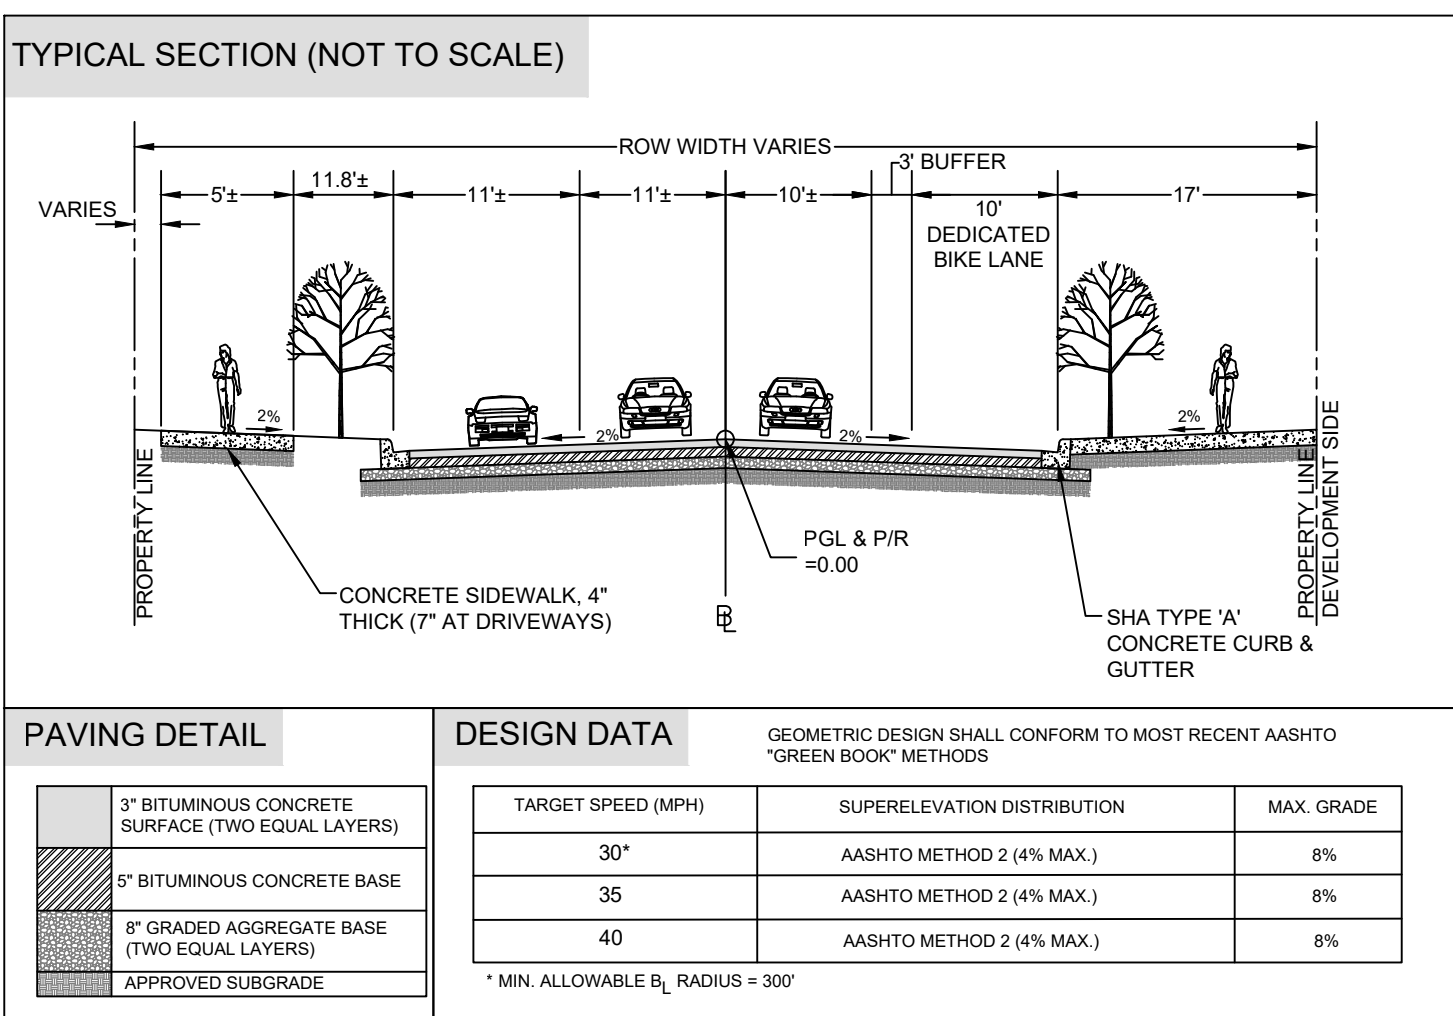 TYPICAL SECTION (NOT TO SCALE)
ROW WIDTH VARIES
3' BUFFER
VARIES
5'±
11.8'±
11'±
11'±
10'±
10'
DEDICATED
BIKE LANE
17'
2%
2%
2%
2%
PROPERTY LINE
PROPERTY LINE
DEVELOPMENT SIDE
PGL & P/R
=0.00
CONCRETE SIDEWALK, 4"
THICK (7" AT DRIVEWAYS)
BL
SHA TYPE 'A'
CONCRETE CURB &
GUTTER
PAVING DETAIL
3" BITUMINOUS CONCRETE
SURFACE (TWO EQUAL LAYERS)
5" BITUMINOUS CONCRETE BASE
8" GRADED AGGREGATE BASE
(TWO EQUAL LAYERS)
APPROVED SUBGRADE
DESIGN DATA
GEOMETRIC DESIGN SHALL CONFORM TO MOST RECENT AASHTO
"GREEN BOOK" METHODS
TARGET SPEED (MPH) SUPERELEVATION DISTRIBUTION MAX. GRADE
30* AASHTO METHOD 2 (4% MAX.) 8%
35 AASHTO METHOD 2 (4% MAX.) 8%
40 AASHTO METHOD 2 (4% MAX.) 8%
* MIN. ALLOWABLE BL RADIUS = 300'